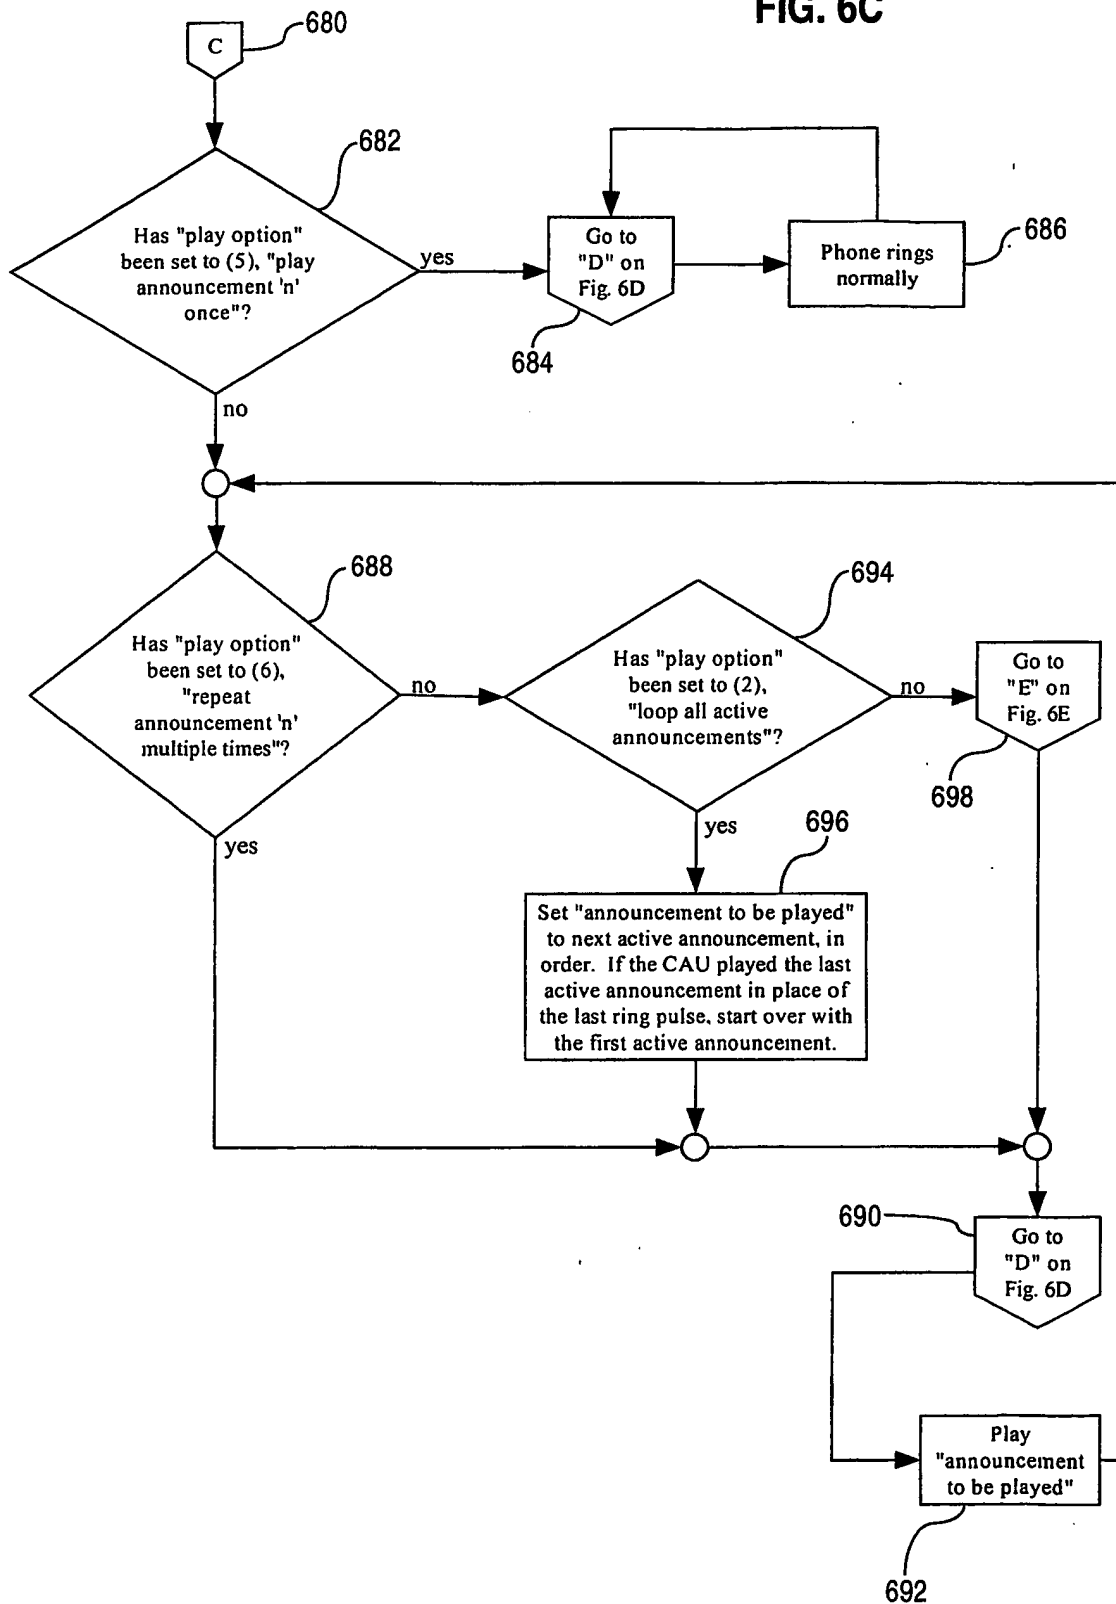 FIG. 6C
C
680
682
Has "play option"
been set to (5), "play
announcement 'n'
once"?
yes
Go to
"D" on
Fig. 6D
684
Phone rings
normally
686
no
688
Has "play option"
been set to (6),
"repeat
announcement 'n'
multiple times"?
no
yes
694
Has "play option"
been set to (2),
"loop all active
announcements"?
no
yes
Go to
"E" on
Fig. 6E
698
696
Set "announcement to be played"
to next active announcement, in
order. If the CAU played the last
active announcement in place of
the last ring pulse, start over with
the first active announcement.
690
Go to
"D" on
Fig. 6D
Play
"announcement
to be played"
692